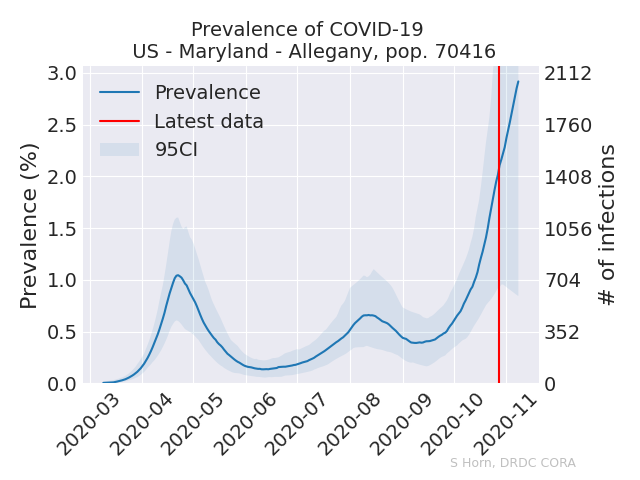 Prevalence of COVID-19
US - Maryland - Allegany, pop. 70416
Prevalence
Latest data
95CI
Prevalence (%)
3.0
2.5
2.0
1.5
1.0
0.5
0.0
2112
1760
1408
1056
704
352
0
# of infections
2020-03
2020-04
2020-05
2020-06
2020-07
2020-08
2020-09
2020-10
2020-11
S Horn, DRDC CORA